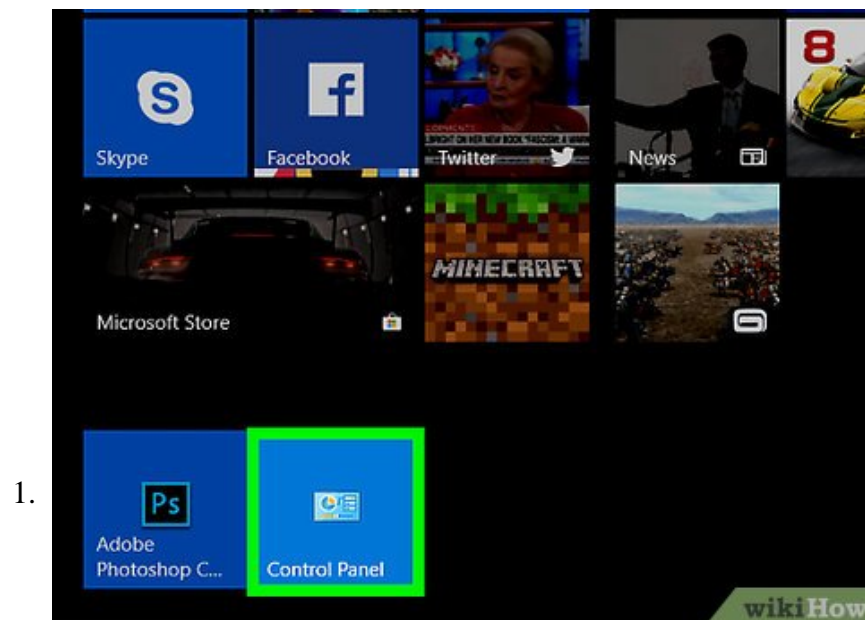 8
Skype
Facebook
Twitter
News
MINECRAFT
Microsoft Store
1.
Ps
Adobe
Photoshop C...
Control Panel
wikiHow